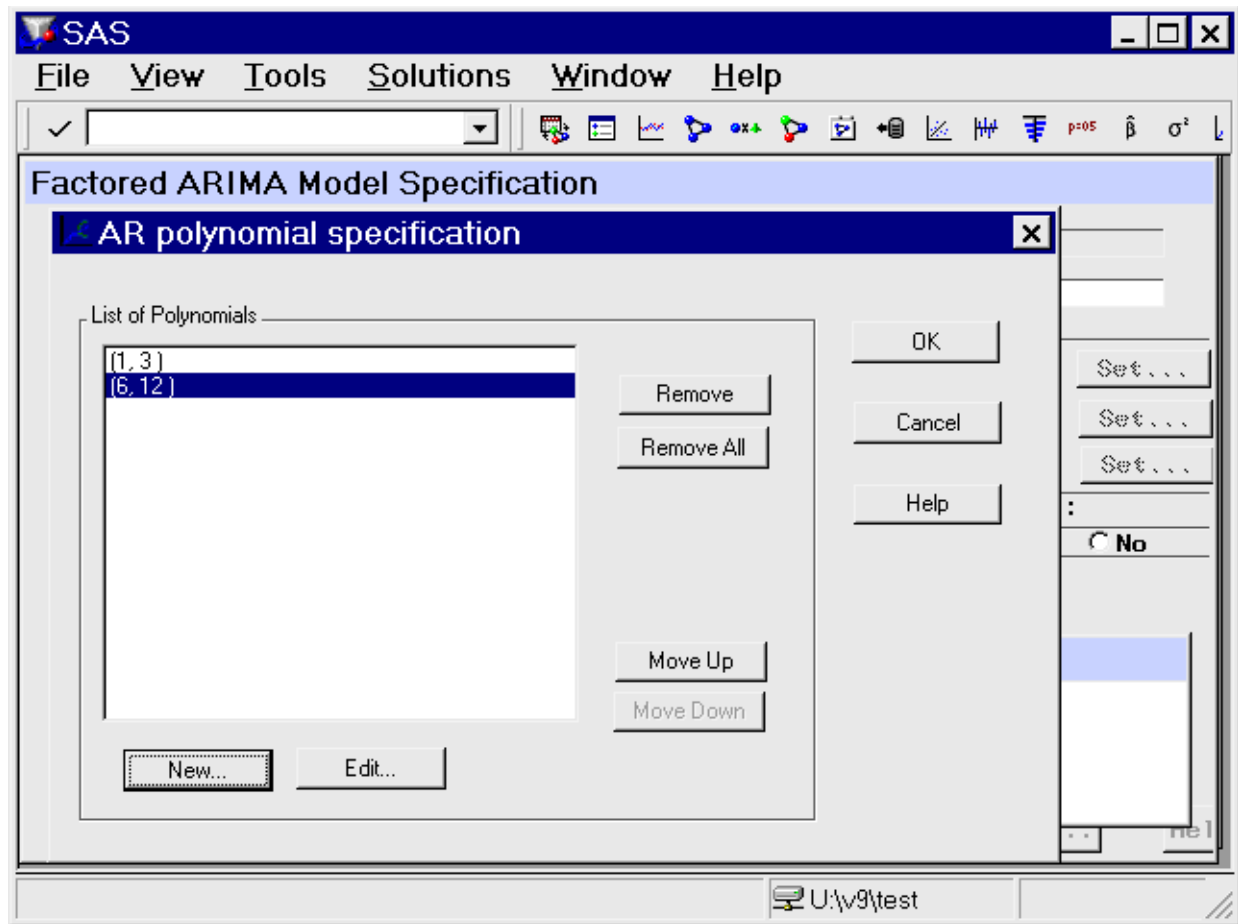 SAS
File View Tools Solutions Window Help
p=05 β̂ σ²
Factored ARIMA Model Specification
AR polynomial specification
List of Polynomials
(1, 3 )
(6, 12 )
Remove
Remove All
Move Up
Move Down
New...
Edit...
OK
Cancel
Help
Set...
Set...
Set...
:
No
..
Hel
U:\v9\test